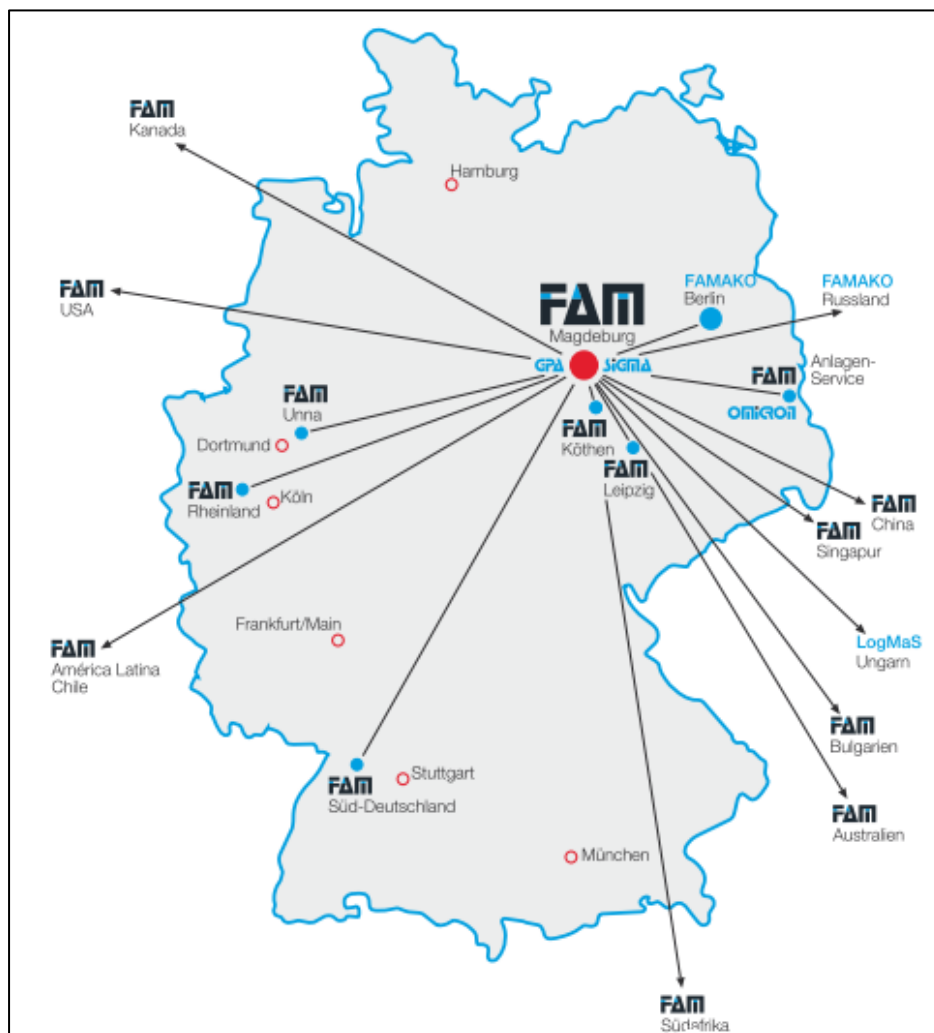 FAM
Kanada
Hamburg
FAM
USA
FAM
Magdeburg
GPA
SIGMA
FAMAKO
Berlin
FAMAKO
Russland
FAM
Anlagen-
Service
OMICRON
FAM
Unna
Dortmund
FAM
Köthen
FAM
Leipzig
FAM
Rheinland
Köln
FAM
China
FAM
Singapur
Frankfurt/Main
FAM
América Latina
Chile
LogMaS
Ungarn
FAM
Bulgarien
FAM
Süd-Deutschland
Stuttgart
FAM
Australien
München
FAM
Südafrika